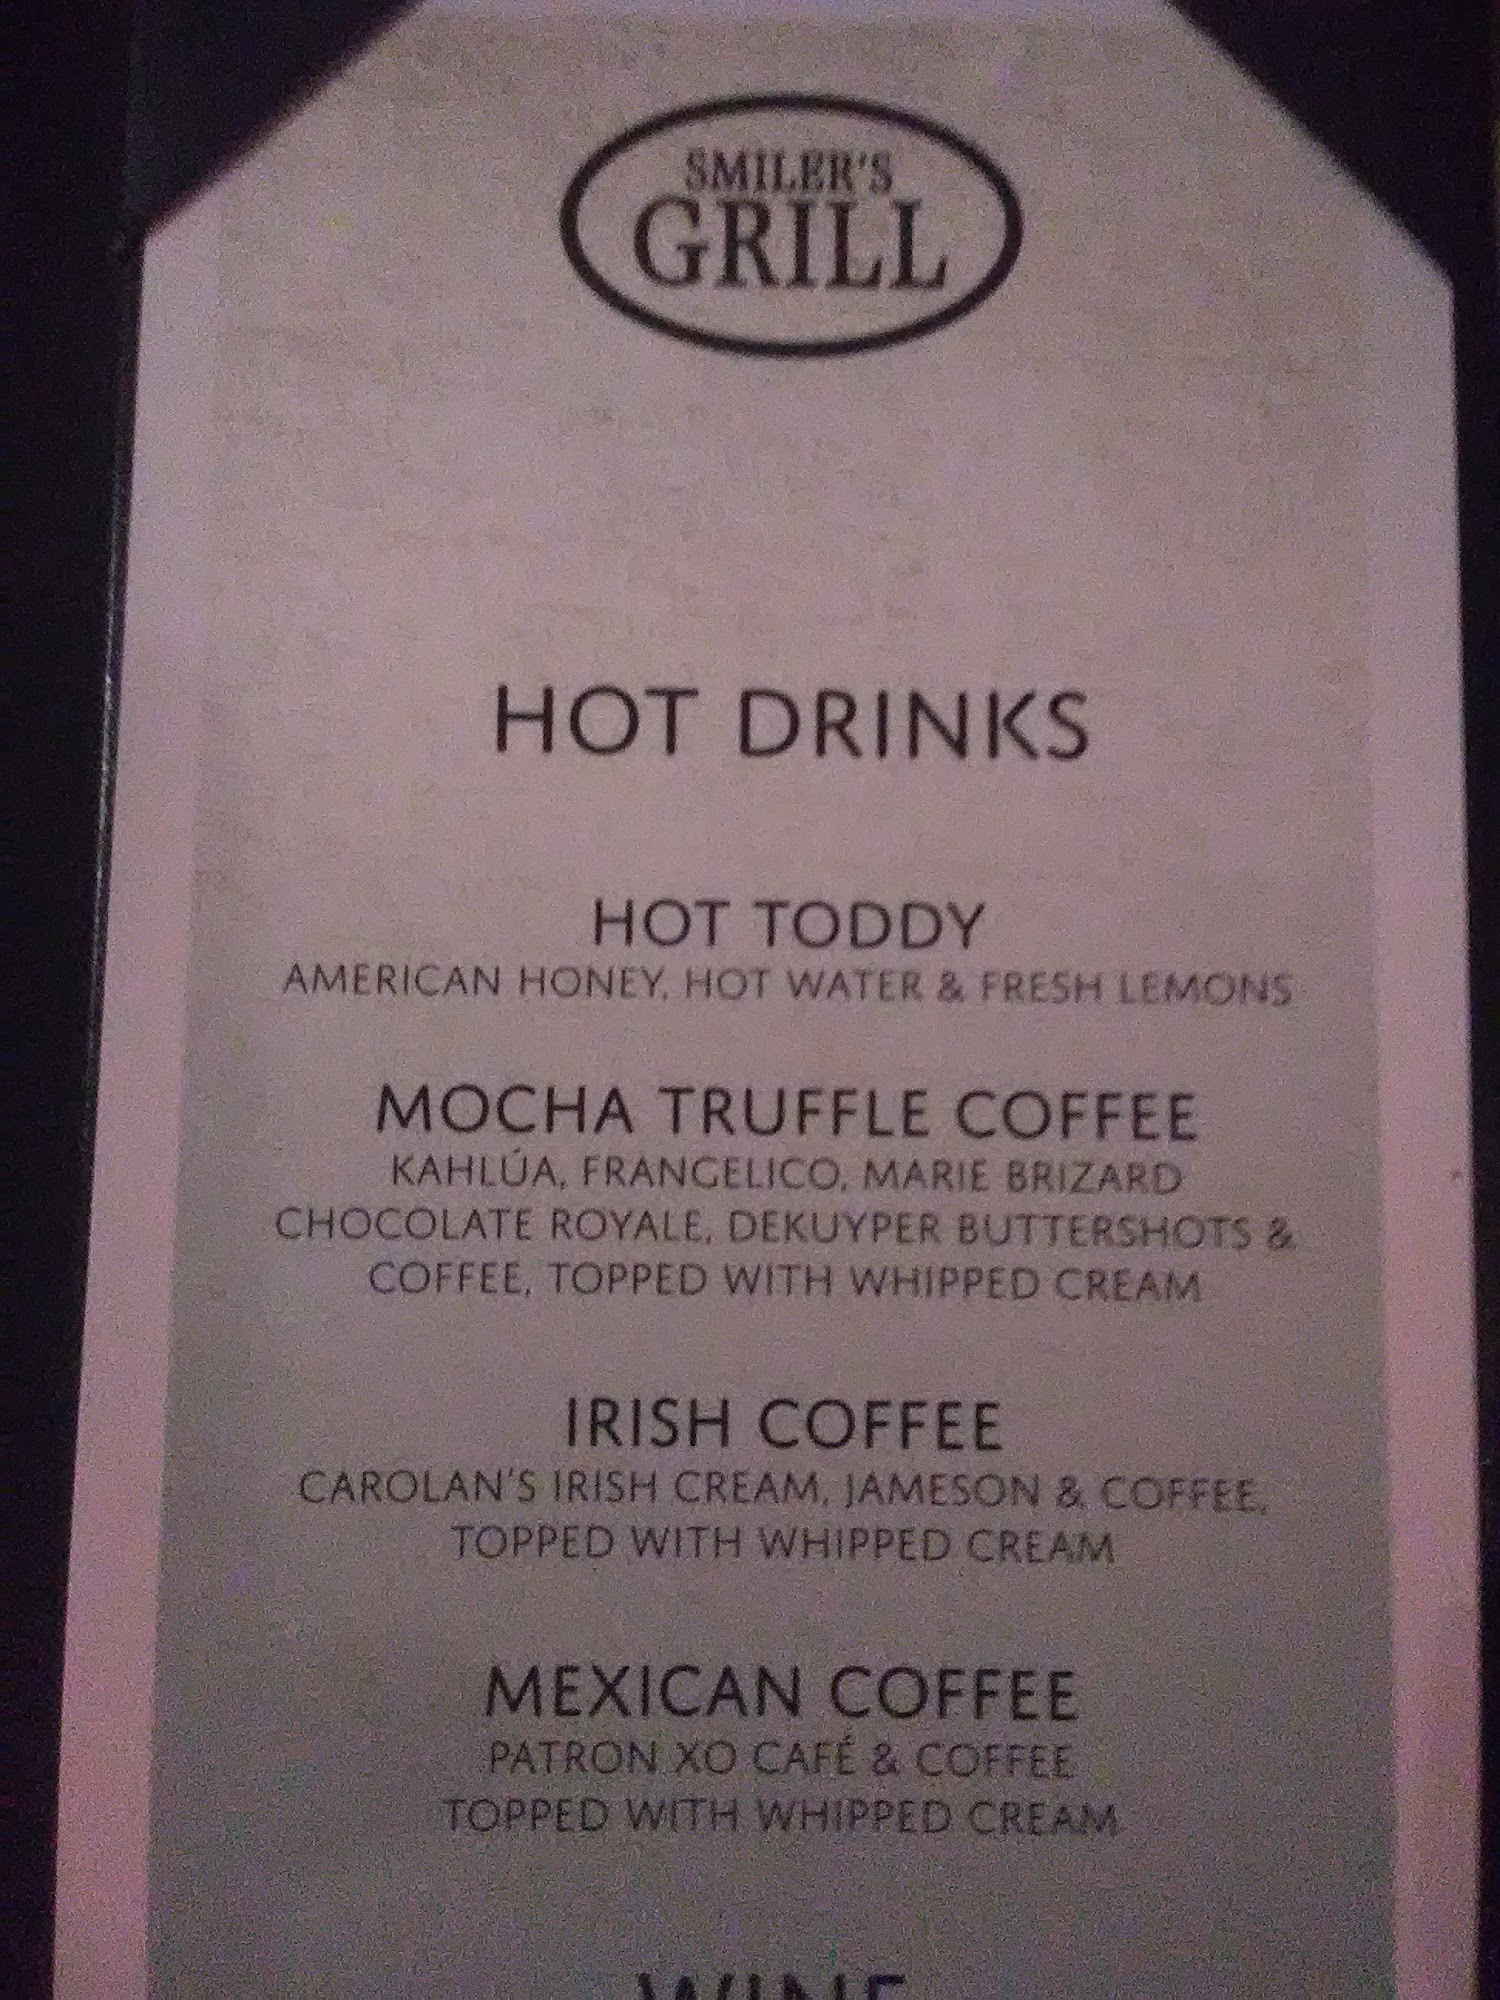 SMILER'S
GRILL
HOT DRINKS
HOT TODDY
AMERICAN HONEY, HOT WATER & FRESH LEMONS
MOCHA TRUFFLE COFFEE
KAHLÚA, FRANGELICO, MARIE BRIZARD
CHOCOLATE ROYALE, DEKUYPER BUTTERSHOTS &
COFFEE, TOPPED WITH WHIPPED CREAM
IRISH COFFEE
CAROLAN'S IRISH CREAM, JAMESON & COFFEE,
TOPPED WITH WHIPPED CREAM
MEXICAN COFFEE
PATRON XO CAFÉ & COFFEE
TOPPED WITH WHIPPED CREAM
WINE